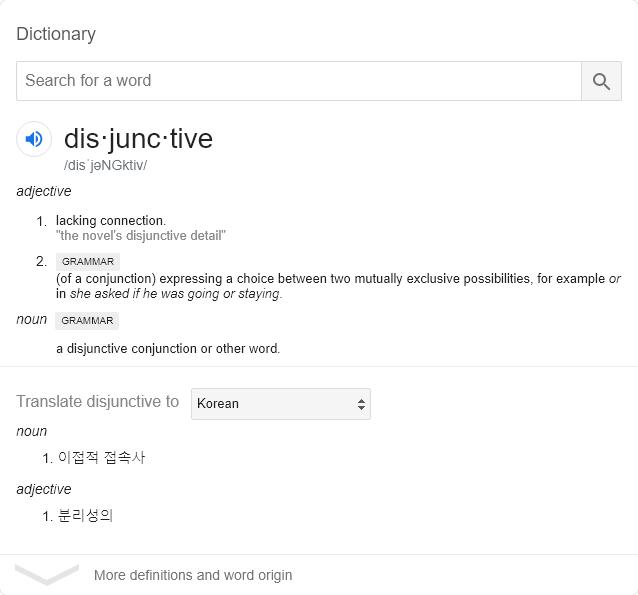 Dictionary
Search for a word
dis·junc·tive
/disˈjəNGktiv/
adjective
1. lacking connection.
"the novel's disjunctive detail"
2. GRAMMAR
(of a conjunction) expressing a choice between two mutually exclusive possibilities, for example or
in she asked if he was going or staying.
noun GRAMMAR
a disjunctive conjunction or other word.
Translate disjunctive to Korean
noun
1. 이접적 접속사
adjective
1. 분리성의
More definitions and word origin